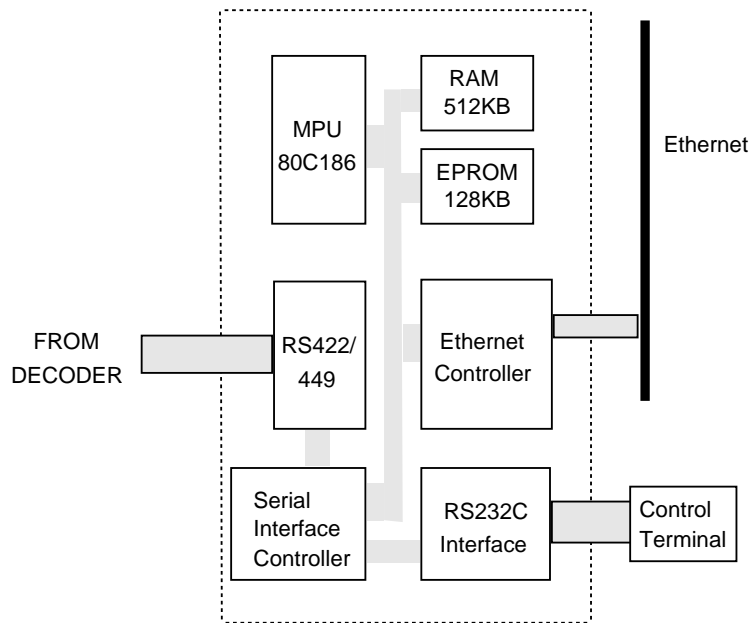 MPU
80C186
RAM
512KB
EPROM
128KB
Ethernet
FROM
DECODER
RS422/
449
Ethernet
Controller
Serial
Interface
Controller
RS232C
Interface
Control
Terminal